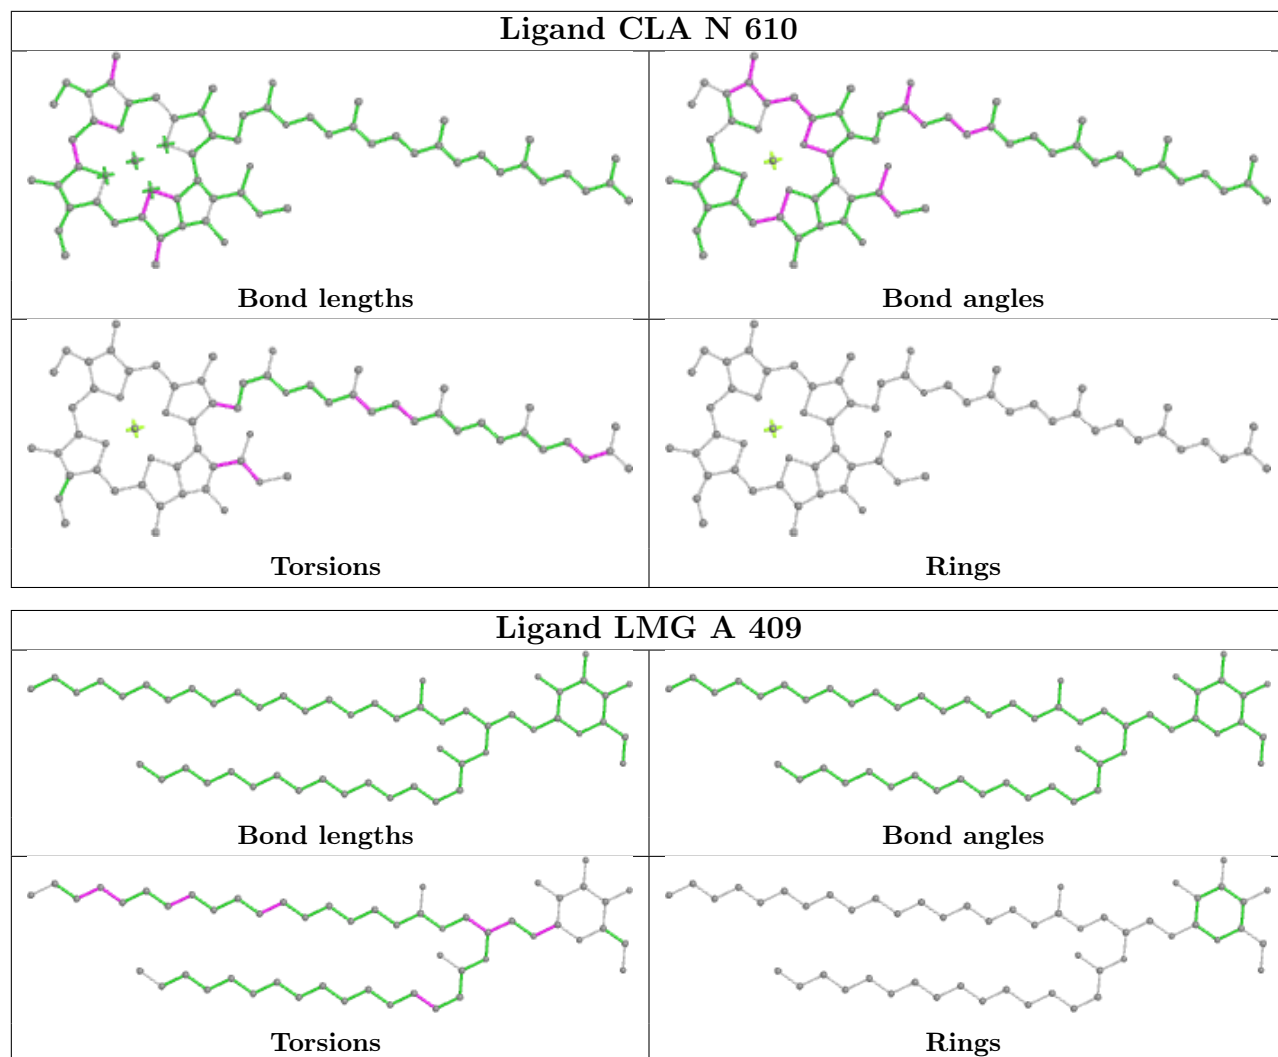 Ligand CLA N 610
Bond lengths
Bond angles
Torsions
Rings
Ligand LMG A 409
Bond lengths
Bond angles
Torsions
Rings